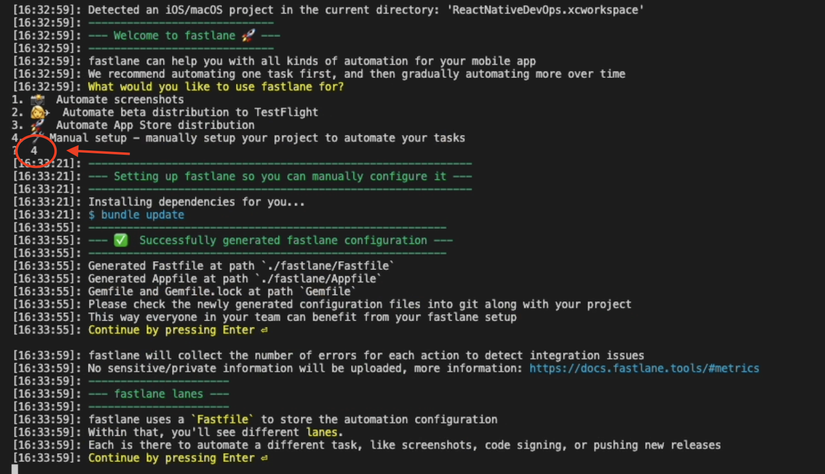 [16:32:59]: Detected an iOS/macOS project in the current directory: 'ReactNativeDevOps.xcworkspace'
[16:32:59]: -----------------------------
[16:32:59]: --- Welcome to fastlane 🚀 ---
[16:32:59]: -----------------------------
[16:32:59]: fastlane can help you with all kinds of automation for your mobile app
[16:32:59]: We recommend automating one task first, and then gradually automating more over time
[16:32:59]: What would you like to use fastlane for?
1. 📸  Automate screenshots
2. 👩‍✈️  Automate beta distribution to TestFlight
3. 🚀  Automate App Store distribution
4. 🛠  Manual setup - manually setup your project to automate your tasks
?  4
[16:33:21]: ------------------------------------------------------------
[16:33:21]: --- Setting up fastlane so you can manually configure it ---
[16:33:21]: ------------------------------------------------------------
[16:33:21]: Installing dependencies for you...
[16:33:21]: $ bundle update
[16:33:55]: --------------------------------------------------------
[16:33:55]: --- ✅  Successfully generated fastlane configuration ---
[16:33:55]: --------------------------------------------------------
[16:33:55]: Generated Fastfile at path `./fastlane/Fastfile`
[16:33:55]: Generated Appfile at path `./fastlane/Appfile`
[16:33:55]: Gemfile and Gemfile.lock at path `Gemfile`
[16:33:55]: Please check the newly generated configuration files into git along with your project
[16:33:55]: This way everyone in your team can benefit from your fastlane setup
[16:33:55]: Continue by pressing Enter ⏎
[16:33:59]: fastlane will collect the number of errors for each action to detect integration issues
[16:33:59]: No sensitive/private information will be uploaded, more information: https://docs.fastlane.tools/#metrics
[16:33:59]: ----------------------
[16:33:59]: --- fastlane lanes ---
[16:33:59]: ----------------------
[16:33:59]: fastlane uses a `Fastfile` to store the automation configuration
[16:33:59]: Within that, you'll see different lanes.
[16:33:59]: Each is there to automate a different task, like screenshots, code signing, or pushing new releases
[16:33:59]: Continue by pressing Enter ⏎